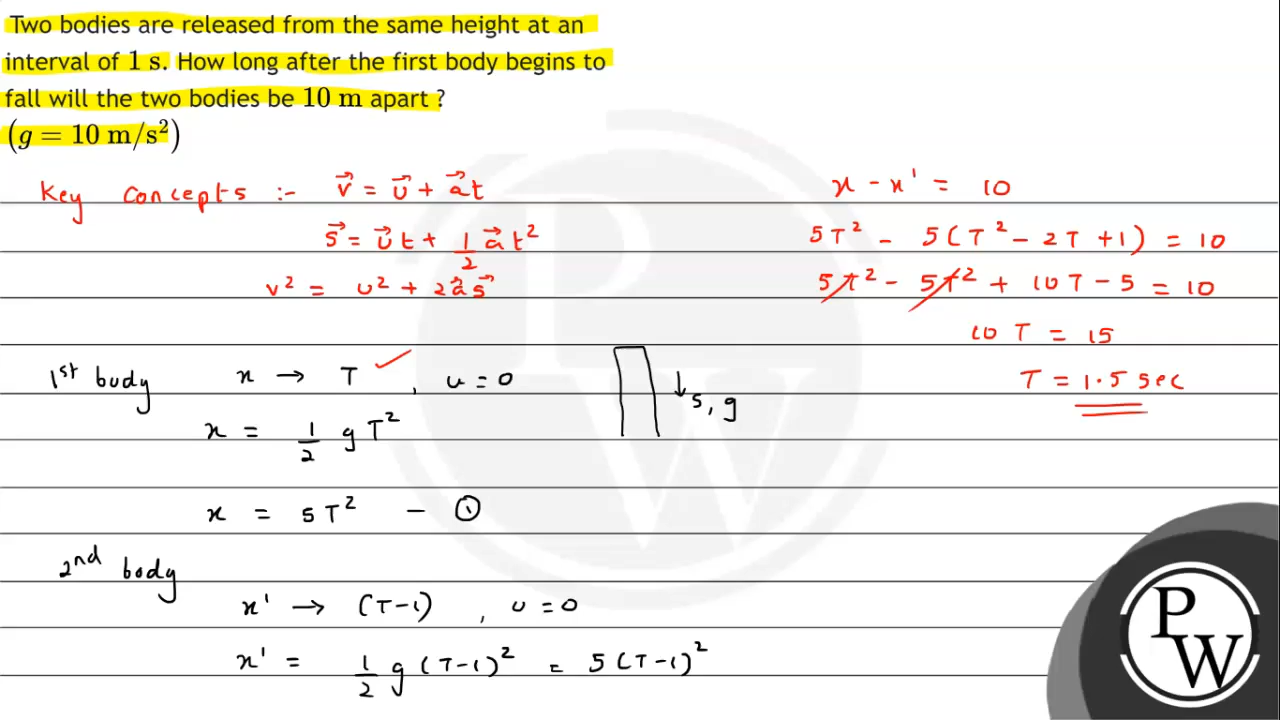 Two bodies are released from the same height at an
interval of 1 s. How long after the first body begins to
fall will the two bodies be 10 m apart ?
(g = 10 m/s²)
Key concepts :- v⃗ = u⃗ + a⃗t
s⃗ = u⃗t + 1/2 a⃗t²
v² = u² + 2a⃗s⃗
1st body x → T ✓, u = 0
x = 1/2 gT²
x = 5T² - ①
2nd body
x' → (T-1), u = 0
x' = 1/2 g(T-1)² = 5(T-1)²
↓s, g
x - x' = 10
5T² - 5(T² - 2T + 1) = 10
5T² - 5T² + 10T - 5 = 10
10T = 15
T = 1.5 sec
PW
PW